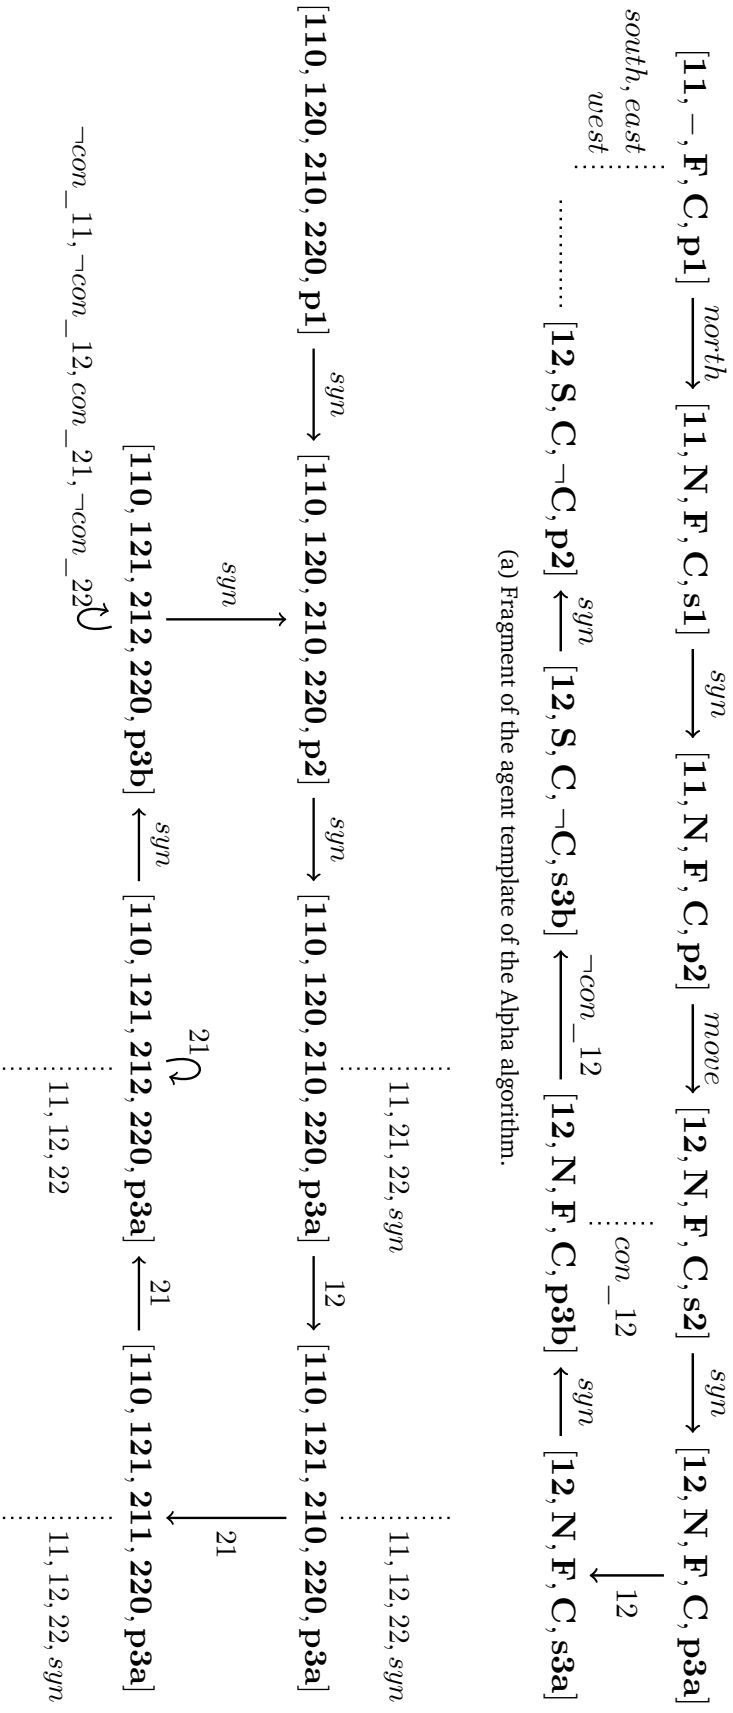 [11, −, F, C, p1] north [11, N, F, C, s1] syn [11, N, F, C, p2] move [12, N, F, C, s2] syn [12, N, F, C, p3a]
south, east
west
con_12
12
[12, S, C, ¬C, p2] syn [12, S, C, ¬C, s3b] ¬con_12 [12, N, F, C, p3b] syn [12, N, F, C, s3a]
(a) Fragment of the agent template of the Alpha algorithm.
11, 21, 22, syn
11, 12, 22, syn
[110, 120, 210, 220, p1] syn [110, 120, 210, 220, p2] syn [110, 120, 210, 220, p3a] 12 [110, 121, 210, 220, p3a]
syn
21
21
[110, 121, 212, 220, p3b] syn [110, 121, 212, 220, p3a] 21 [110, 121, 211, 220, p3a]
¬con_11, ¬con_12, con_21, ¬con_22
11, 12, 22
11, 12, 22, syn